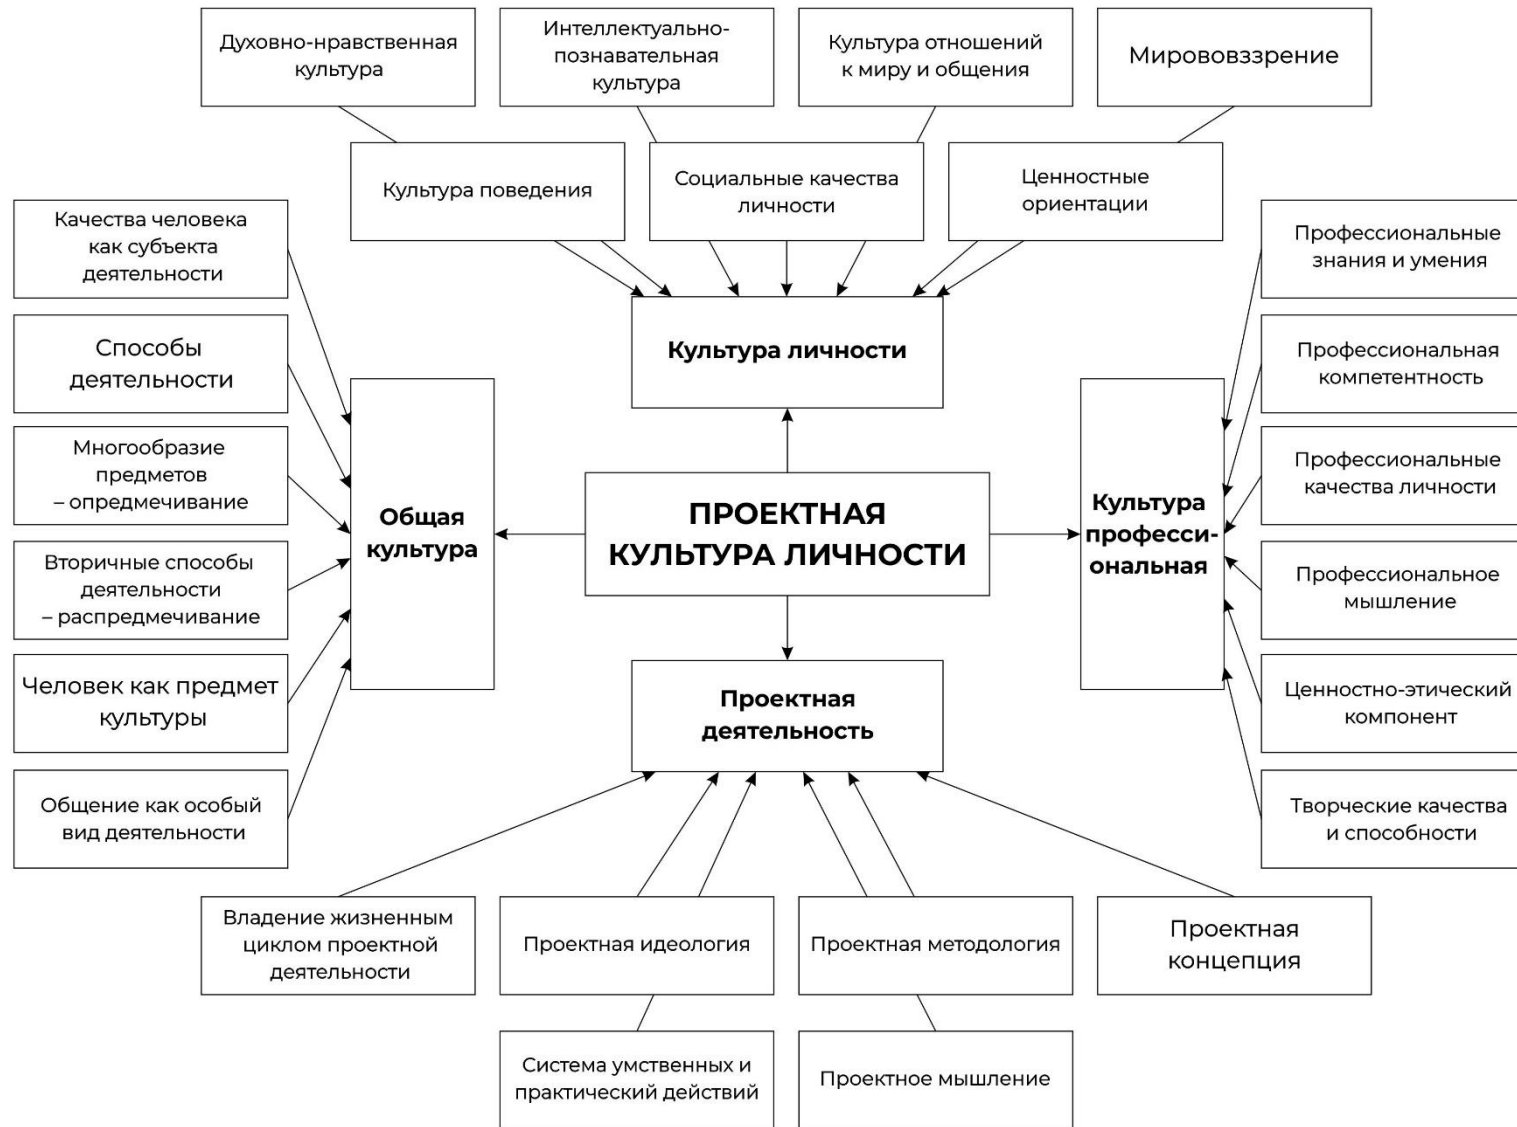 Духовно-нравственная
культура
Интеллектуально-
познавательная
культура
Культура отношений
к миру и общения
Мирововззрение
Культура поведения
Социальные качества
личности
Ценностные
ориентации
Качества человека
как субъекта
деятельности
Способы
деятельности
Многообразие
предметов
– опредмечивание
Вторичные способы
деятельности
– распредмечивание
Человек как предмет
культуры
Общение как особый
вид деятельности
Общая
культура
Культура личности
ПРОЕКТНАЯ
КУЛЬТУРА ЛИЧНОСТИ
Проектная
деятельность
Культура
професси-
ональная
Профессиональные
знания и умения
Профессиональная
компетентность
Профессиональные
качества личности
Профессиональное
мышление
Ценностно-этический
компонент
Творческие качества
и способности
Владение жизненным
циклом проектной
деятельности
Проектная идеология
Проектная методология
Проектная
концепция
Система умственных и
практический действий
Проектное мышление